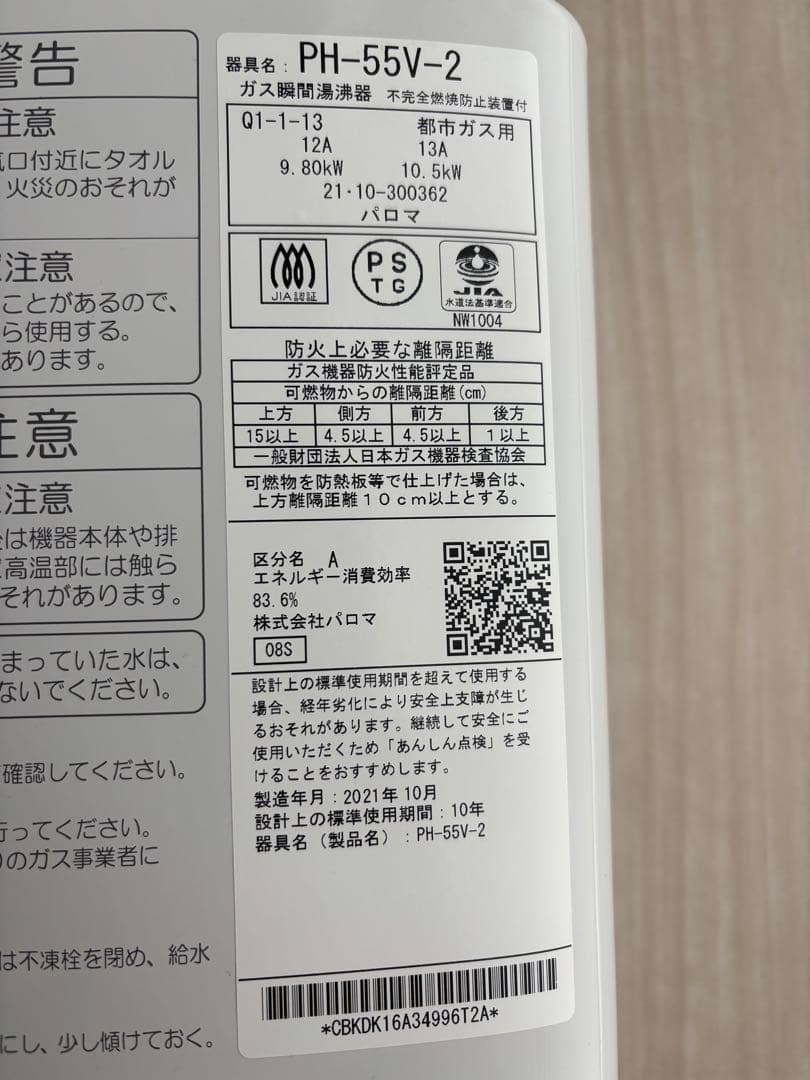 警告
注意
気口付近にタオル
火災のおそれが
注意
ことがあるので、
ら使用する。
あります。
注意
注意
は機器本体や排
高温部には触ら
それがあります。
まっていた水は、
ないでください。
確認してください。
行ってください。
のガス事業者に
は不凍栓を閉め、給水
にし、少し傾けておく。
器具名：PH-55V-2
ガス瞬間湯沸器 不完全燃焼防止装置付
Q1-1-13 都市ガス用
12A 13A
9.80kW 10.5kW
21·10-300362
パロマ
JIA認証
PS
TG
JIA
水道法基準適合
NW1004
防火上必要な離隔距離
ガス機器防火性能評定品
可燃物からの離隔距離(cm)
上方 側方 前方 後方
15以上 4.5以上 4.5以上 1以上
一般財団法人日本ガス機器検査協会
可燃物を防熱板等で仕上げた場合は、
上方離隔距離１０ｃｍ以上とする。
区分名 A
エネルギー消費効率
83.6%
株式会社パロマ
08S
設計上の標準使用期間を超えて使用する
場合、経年劣化により安全上支障が生じ
るおそれがあります。継続して安全にご
使用いただくため「あんしん点検」を受
けることをおすすめします。
製造年月：2021年10月
設計上の標準使用期間：10年
器具名（製品名）：PH-55V-2
*CBKDK16A34996T2A*